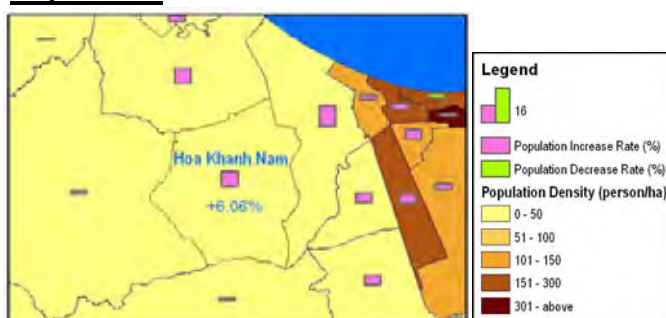 Hoa Khanh Nam
+6.06%
Legend
16
Population Increase Rate (%)
Population Decrease Rate (%)
Population Density (person/ha)
0 - 50
51 - 100
101 - 150
151 - 300
301 - above